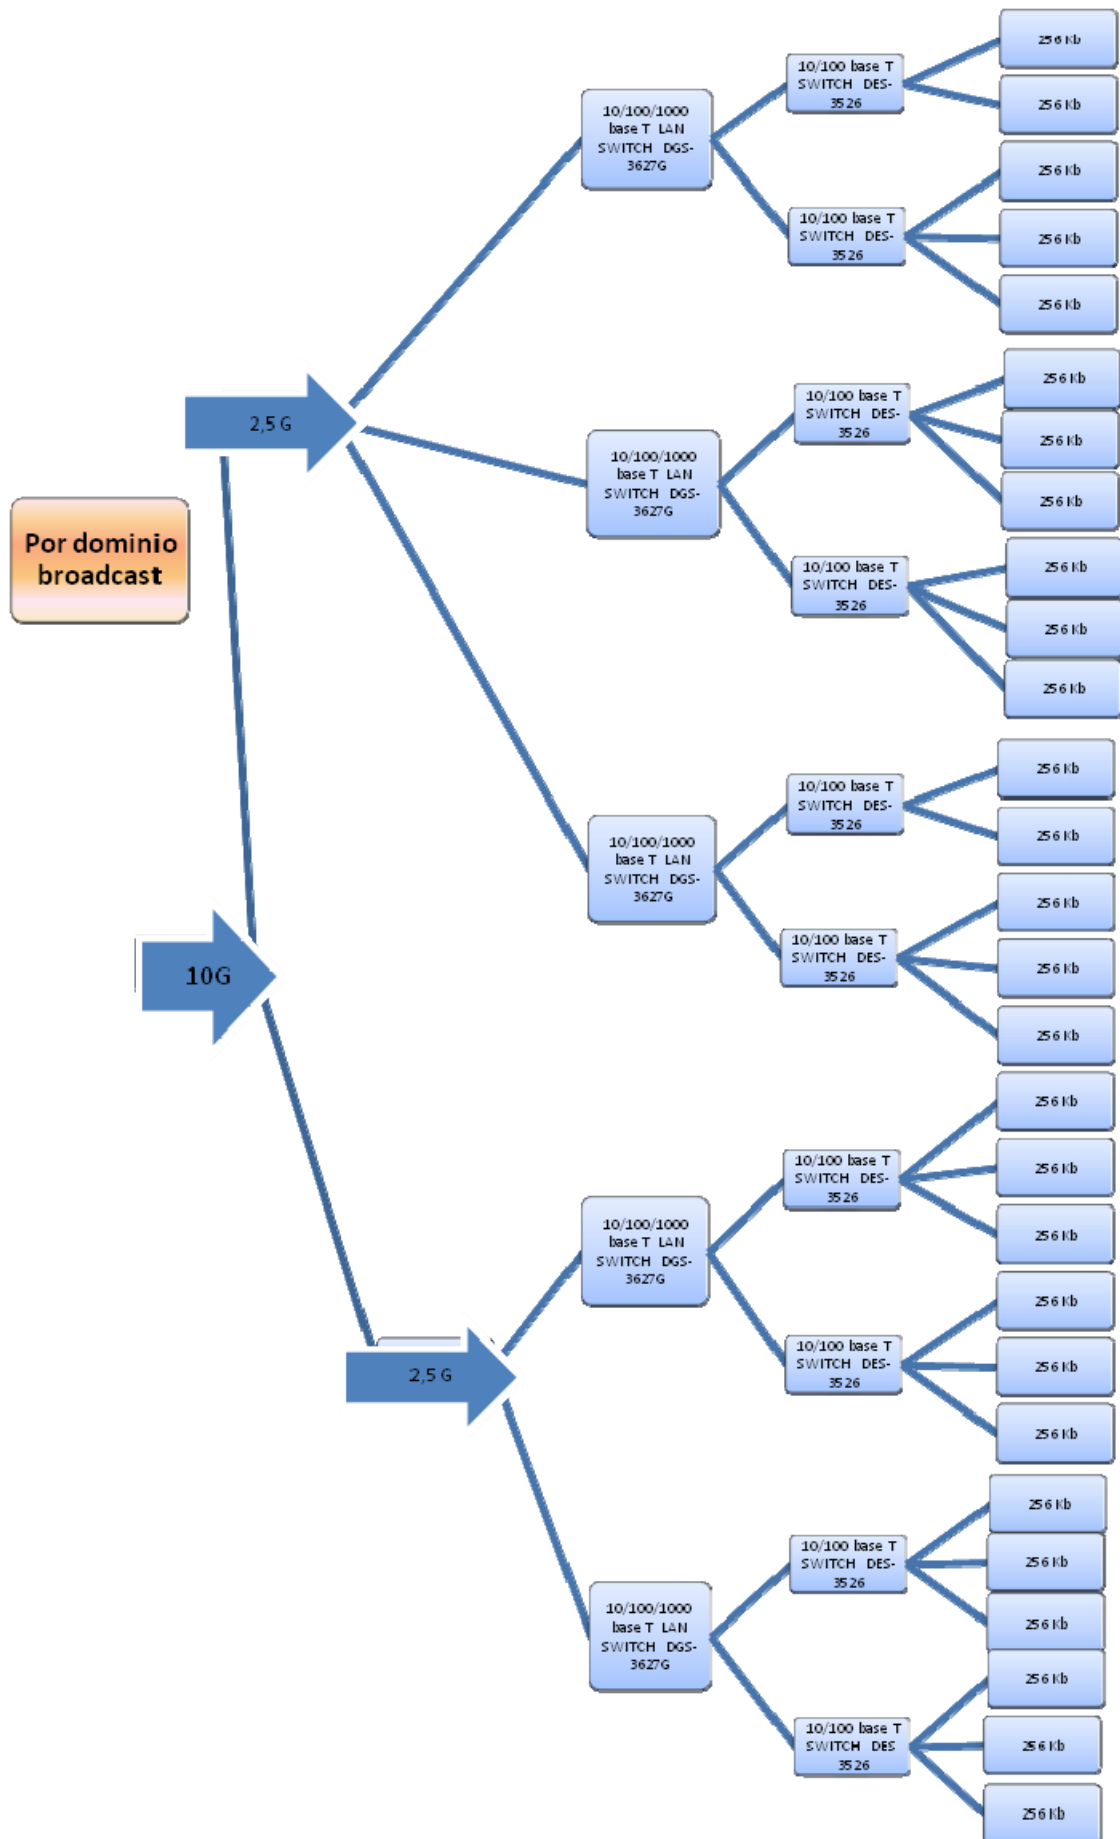 256 Kb
10/100 base T
SWITCH DES-
3526
256 Kb
10/100/1000
base T LAN
SWITCH DGS-
3627G
256 Kb
10/100 base T
SWITCH DES-
3526
256 Kb
256 Kb
2,5 G
256 Kb
10/100 base T
SWITCH DES-
3526
256 Kb
256 Kb
10/100/1000
base T LAN
SWITCH DGS-
3627G
Por dominio
broadcast
256 Kb
10/100 base T
SWITCH DES-
3526
256 Kb
256 Kb
256 Kb
10/100 base T
SWITCH DES-
3526
256 Kb
10/100/1000
base T LAN
SWITCH DGS-
3627G
256 Kb
10/100 base T
SWITCH DES-
3526
256 Kb
256 Kb
10G
256 Kb
10/100 base T
SWITCH DES-
3526
256 Kb
256 Kb
10/100/1000
base T LAN
SWITCH DGS-
3627G
256 Kb
10/100 base T
SWITCH DES-
3526
256 Kb
256 Kb
2,5 G
256 Kb
10/100 base T
SWITCH DES-
3526
256 Kb
256 Kb
10/100/1000
base T LAN
SWITCH DGS-
3627G
256 Kb
10/100 base T
SWITCH DES
3526
256 Kb
256 Kb